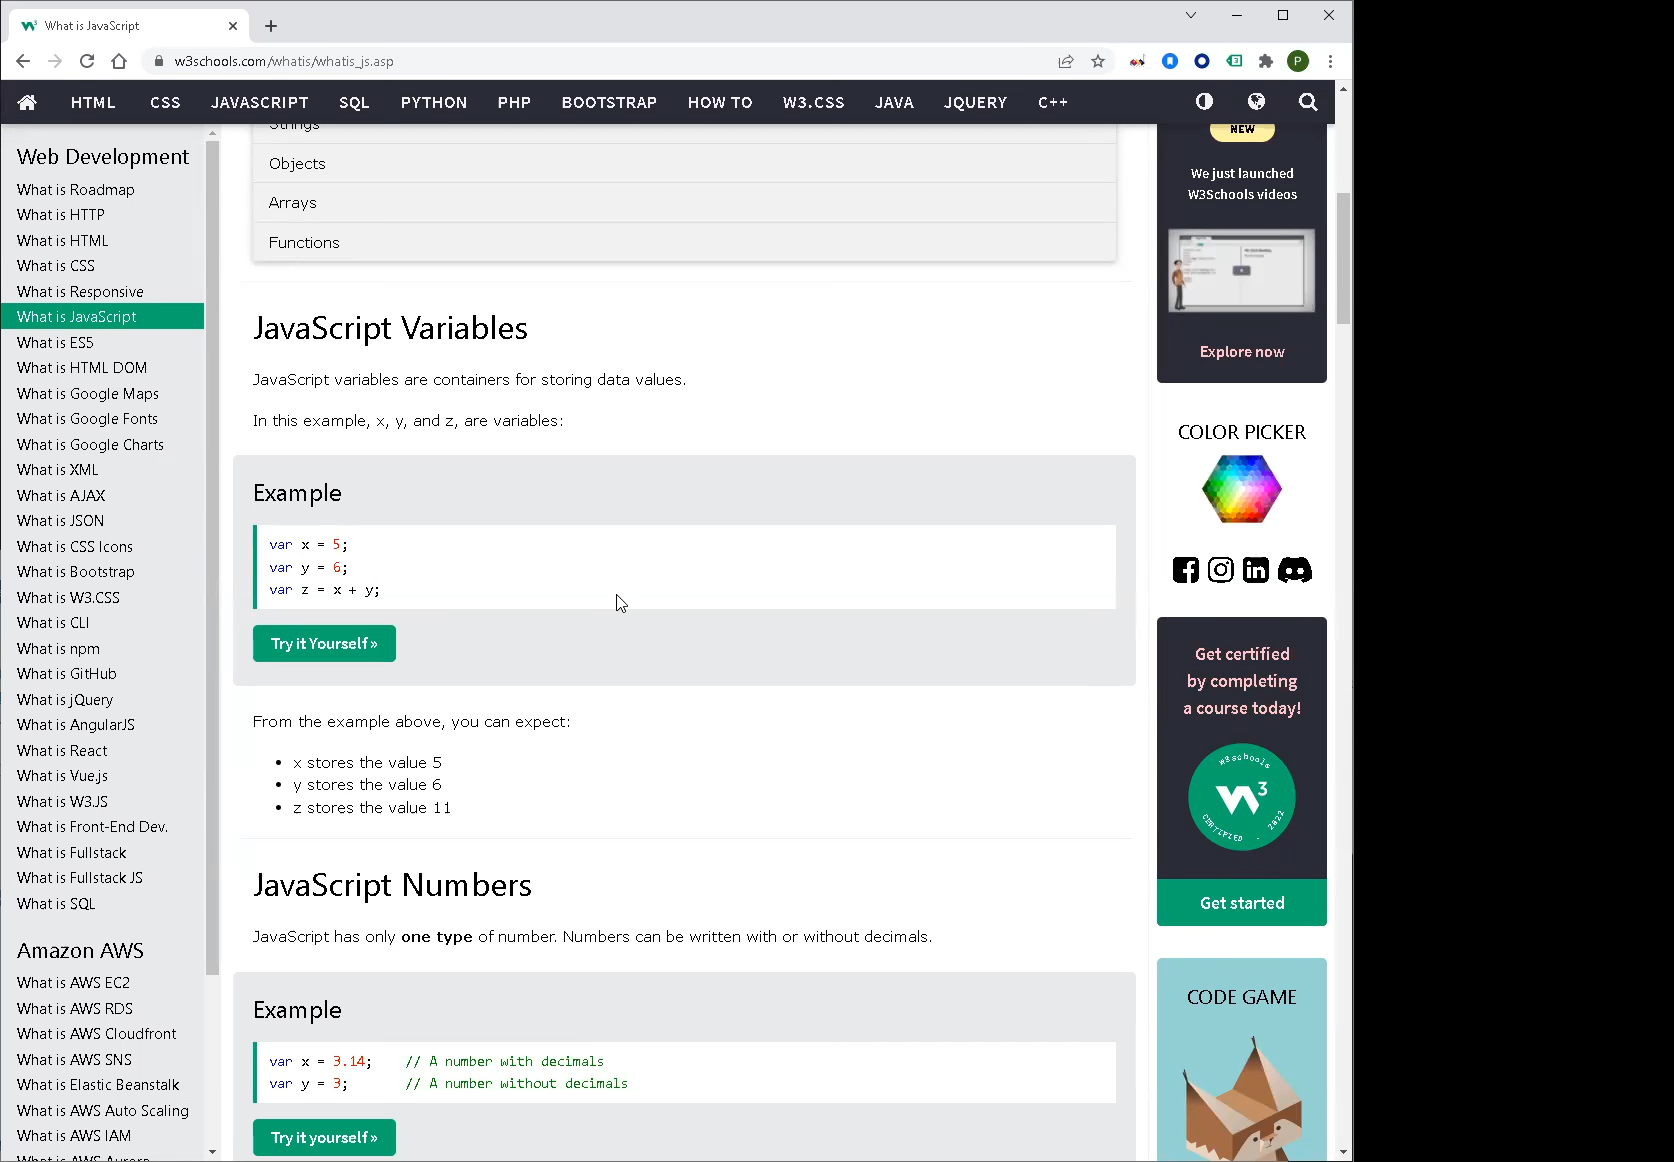 What is JavaScript
w3schools.com/whatis/whatis_js.asp
P
HTML CSS JAVASCRIPT SQL PYTHON PHP BOOTSTRAP HOW TO W3.CSS JAVA JQUERY C++
Web Development
What is Roadmap
What is HTTP
What is HTML
What is CSS
What is Responsive
What is JavaScript
What is ES5
What is HTML DOM
What is Google Maps
What is Google Fonts
What is Google Charts
What is XML
What is AJAX
What is JSON
What is CSS Icons
What is Bootstrap
What is W3.CSS
What is CLI
What is npm
What is GitHub
What is jQuery
What is AngularJS
What is React
What is Vue.js
What is W3.JS
What is Front-End Dev.
What is Fullstack
What is Fullstack JS
What is SQL
Amazon AWS
What is AWS EC2
What is AWS RDS
What is AWS Cloudfront
What is AWS SNS
What is Elastic Beanstalk
What is AWS Auto Scaling
What is AWS IAM
What is AWS Aurora
Strings
Objects
Arrays
Functions
JavaScript Variables
JavaScript variables are containers for storing data values.
In this example, x, y, and z, are variables:
Example
var x = 5;
var y = 6;
var z = x + y;
Try it Yourself »
From the example above, you can expect:
• x stores the value 5
• y stores the value 6
• z stores the value 11
JavaScript Numbers
JavaScript has only one type of number. Numbers can be written with or without decimals.
Example
var x = 3.14;    // A number with decimals
var y = 3;       // A number without decimals
Try it yourself »
NEW
We just launched
W3Schools videos
Explore now
COLOR PICKER
Get certified
by completing
a course today!
w3schools
W3
CERTIFIED . 2022
Get started
CODE GAME